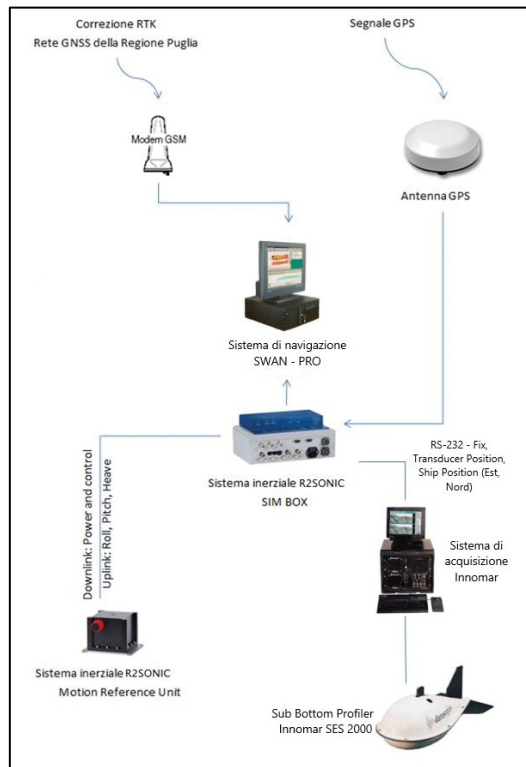 Correzione RTK
Rete GNSS della Regione Puglia
Segnale GPS
Modem GSM
Antenna GPS
Sistema di navigazione
SWAN - PRO
Sistema inerziale R2SONIC
SIM BOX
RS-232 - Fix,
Transducer Position,
Ship Position (Est,
Nord)
Downlink: Power and control
Uplink: Roll, Pitch, Heave
Sistema di
acquisizione
Innomar
Sistema inerziale R2SONIC
Motion Reference Unit
Sub Bottom Profiler
Innomar SES 2000